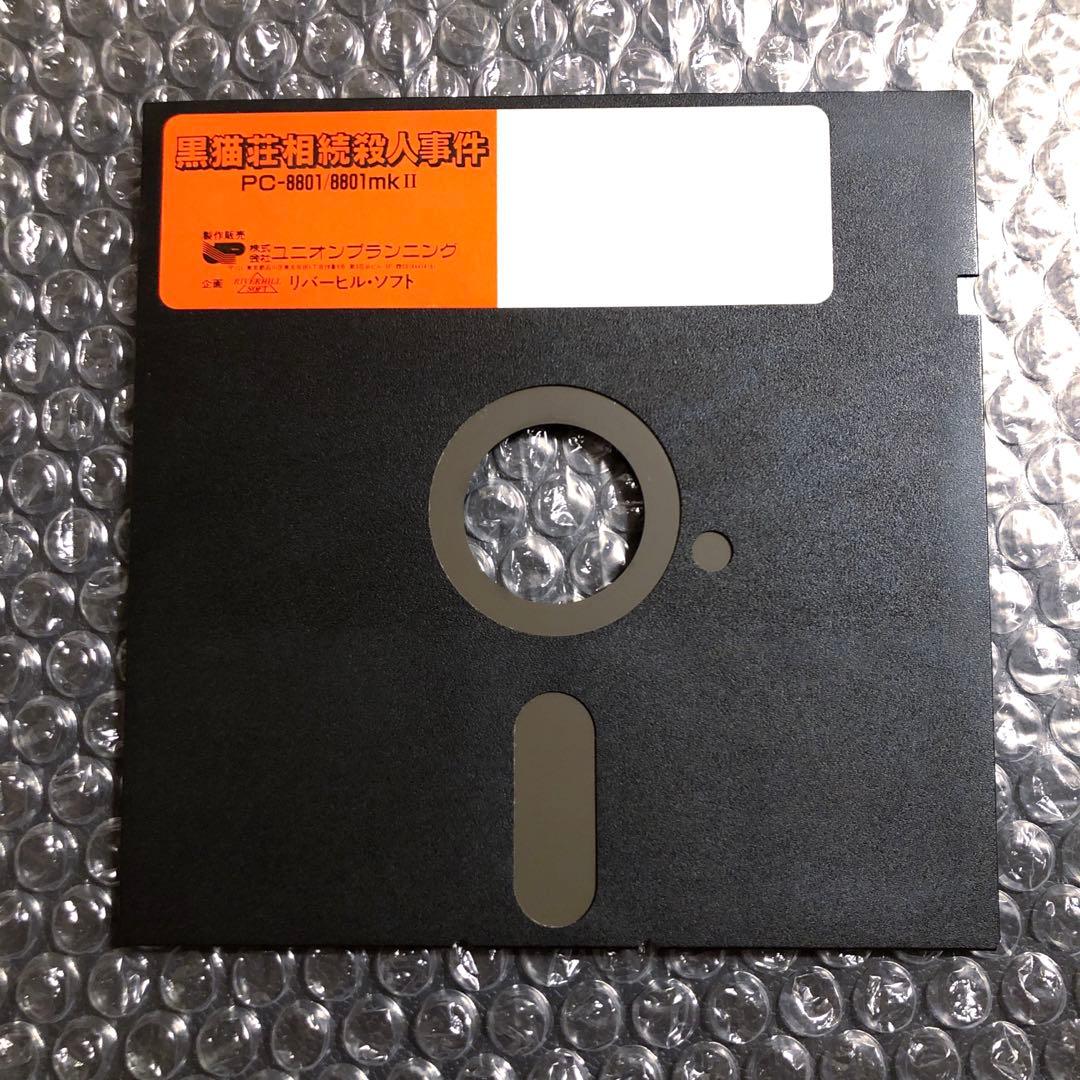 黒猫荘相続殺人事件
PC-8801/8801mkII
製作販売
株式会社ユニオンプランニング
企画 RIVERHILL SOFT リバーヒル・ソフト